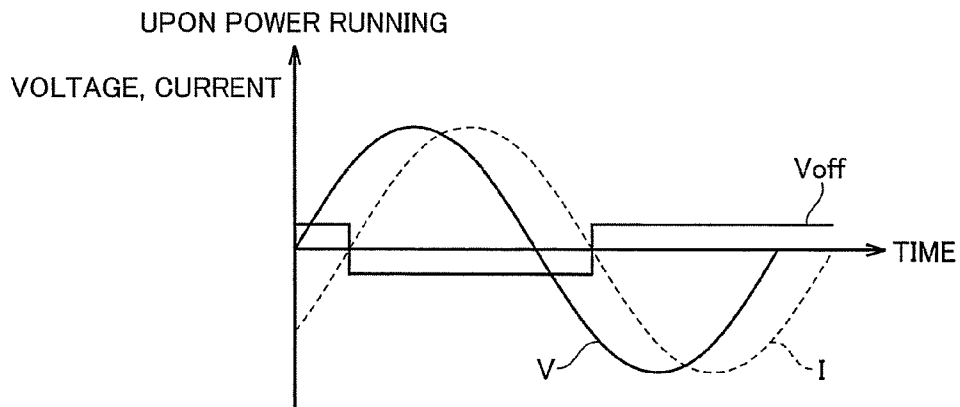 UPON POWER RUNNING
VOLTAGE, CURRENT
Voff
TIME
V
I